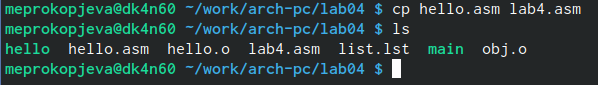 meprokopjeva@dk4n60 ~/work/arch-pc/lab04 $ cp hello.asm lab4.asm
meprokopjeva@dk4n60 ~/work/arch-pc/lab04 $ ls
hello  hello.asm  hello.o  lab4.asm  list.lst  main  obj.o
meprokopjeva@dk4n60 ~/work/arch-pc/lab04 $